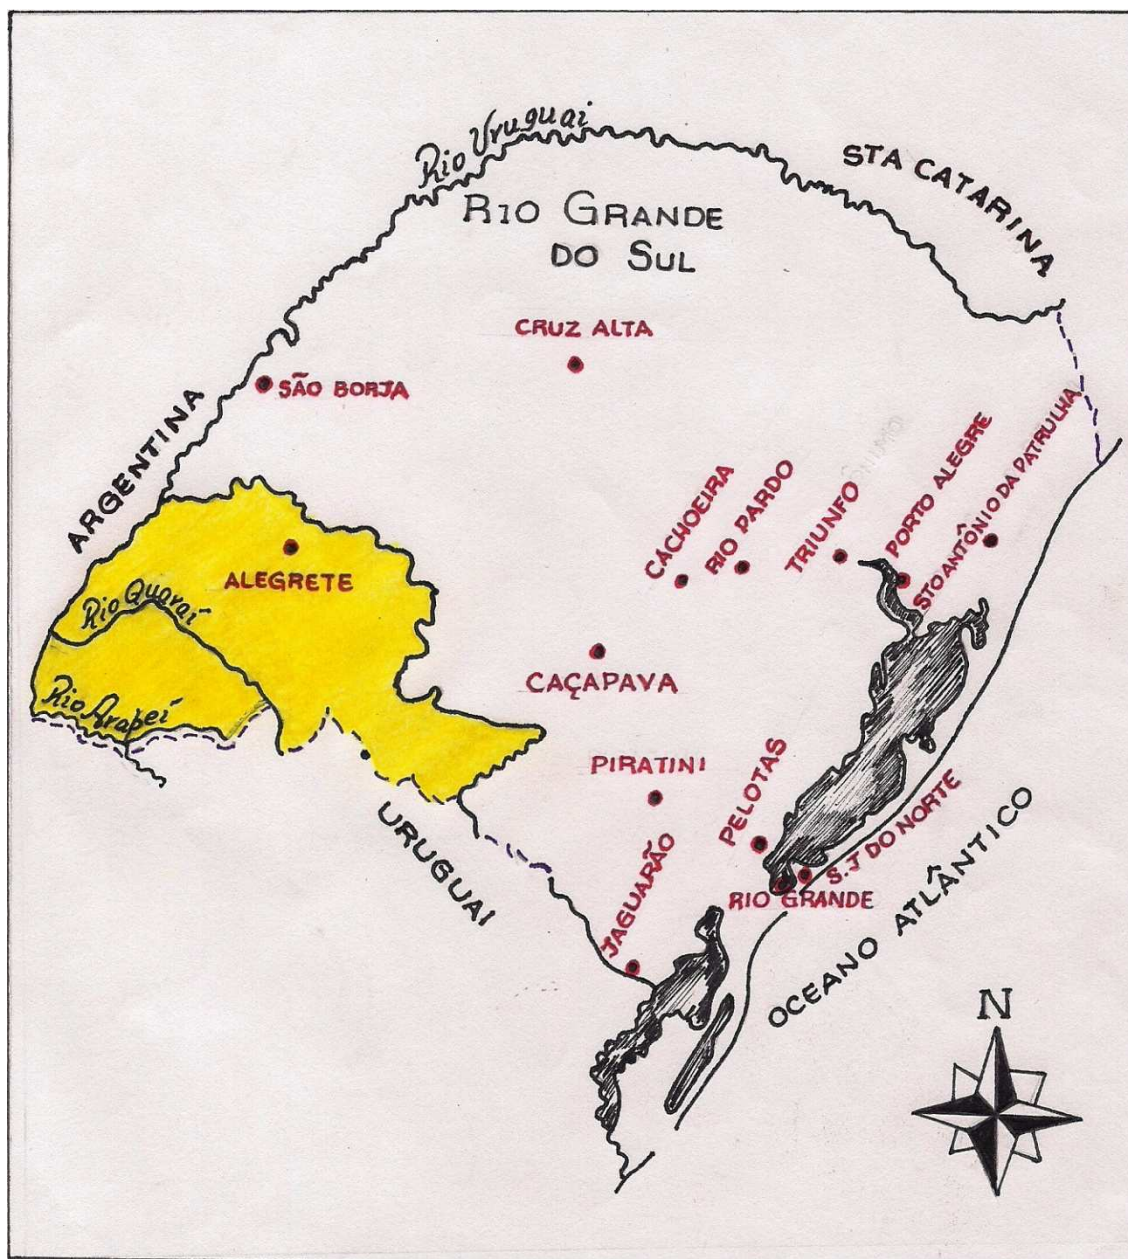 Rio Uruguai
STA CATARINA
RIO GRANDE
DO SUL
CRUZ ALTA
SÃO BORJA
ARGENTINA
CACHOEIRA
RIO PARDO
TRIUNFO
PORTO ALEGRE
STO ANTÔNIO DA PATRULHA
ALEGRETE
Rio Quaraí
Rio Arapeí
CAÇAPAVA
PIRATINI
PELOTAS
S.J DO NORTE
RIO GRANDE
JAGUARÃO
URUGUAI
OCEANO ATLÂNTICO
N